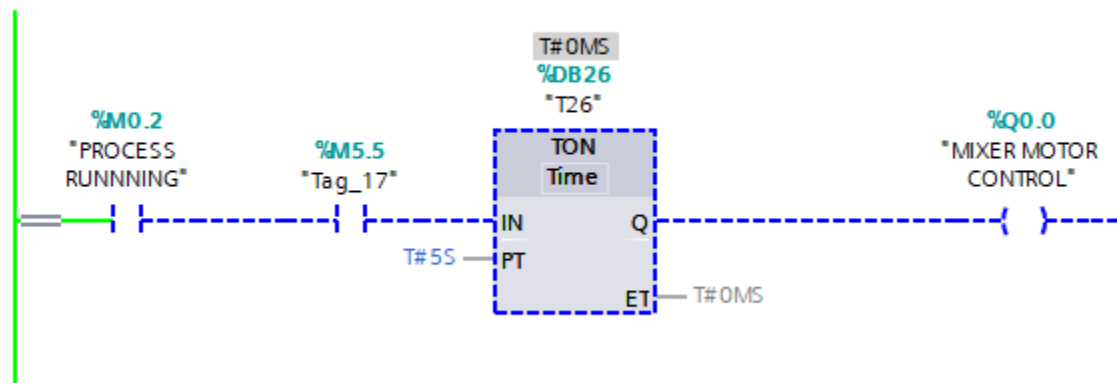 T#0MS
%DB26
"T26"
%M0.2
"PROCESS
RUNNNING"
%M5.5
"Tag_17"
TON
Time
%Q0.0
"MIXER MOTOR
CONTROL"
IN
Q
T#5S
PT
ET
T#0MS